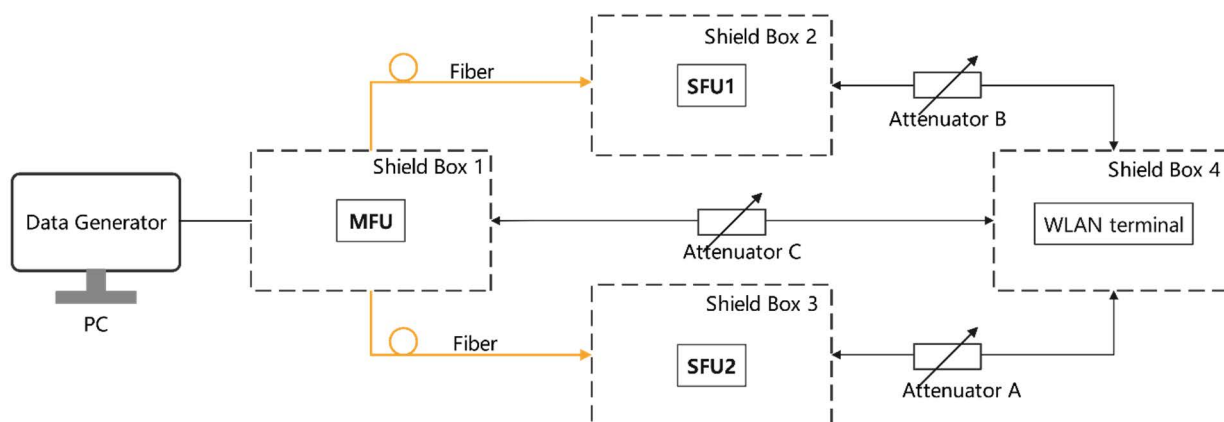 Shield Box 2
Fiber
SFU1
Attenuator B
Shield Box 1
Shield Box 4
Data Generator
MFU
WLAN terminal
Attenuator C
PC
Shield Box 3
Fiber
SFU2
Attenuator A